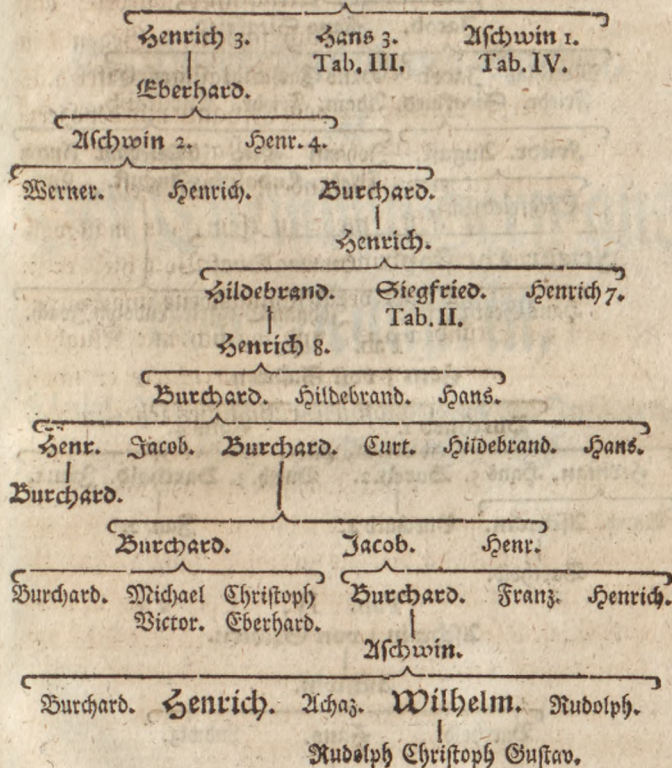 Henrich 3. Hans 3. Aschwin 1.
Tab. III. Tab. IV.
Eberhard.
Aschwin 2. Henr. 4.
Werner. Henrich. Burchard.
Henrich.
Hildebrand. Siegfried. Henrich 7.
Tab. II.
Henrich 8.
Burchard. Hildebrand. Hans.
Henr. Jacob. Burchard. Curt. Hildebrand. Hans.
Burchard.
Burchard. Jacob. Henr.
Burchard. Michael Christoph Burchard. Franz. Henrich.
Victor. Eberhard.
Aschwin.
Burchard. Henrich. Achaz. Wilhelm. Rudolph.
Rudolph Christoph Gustav.